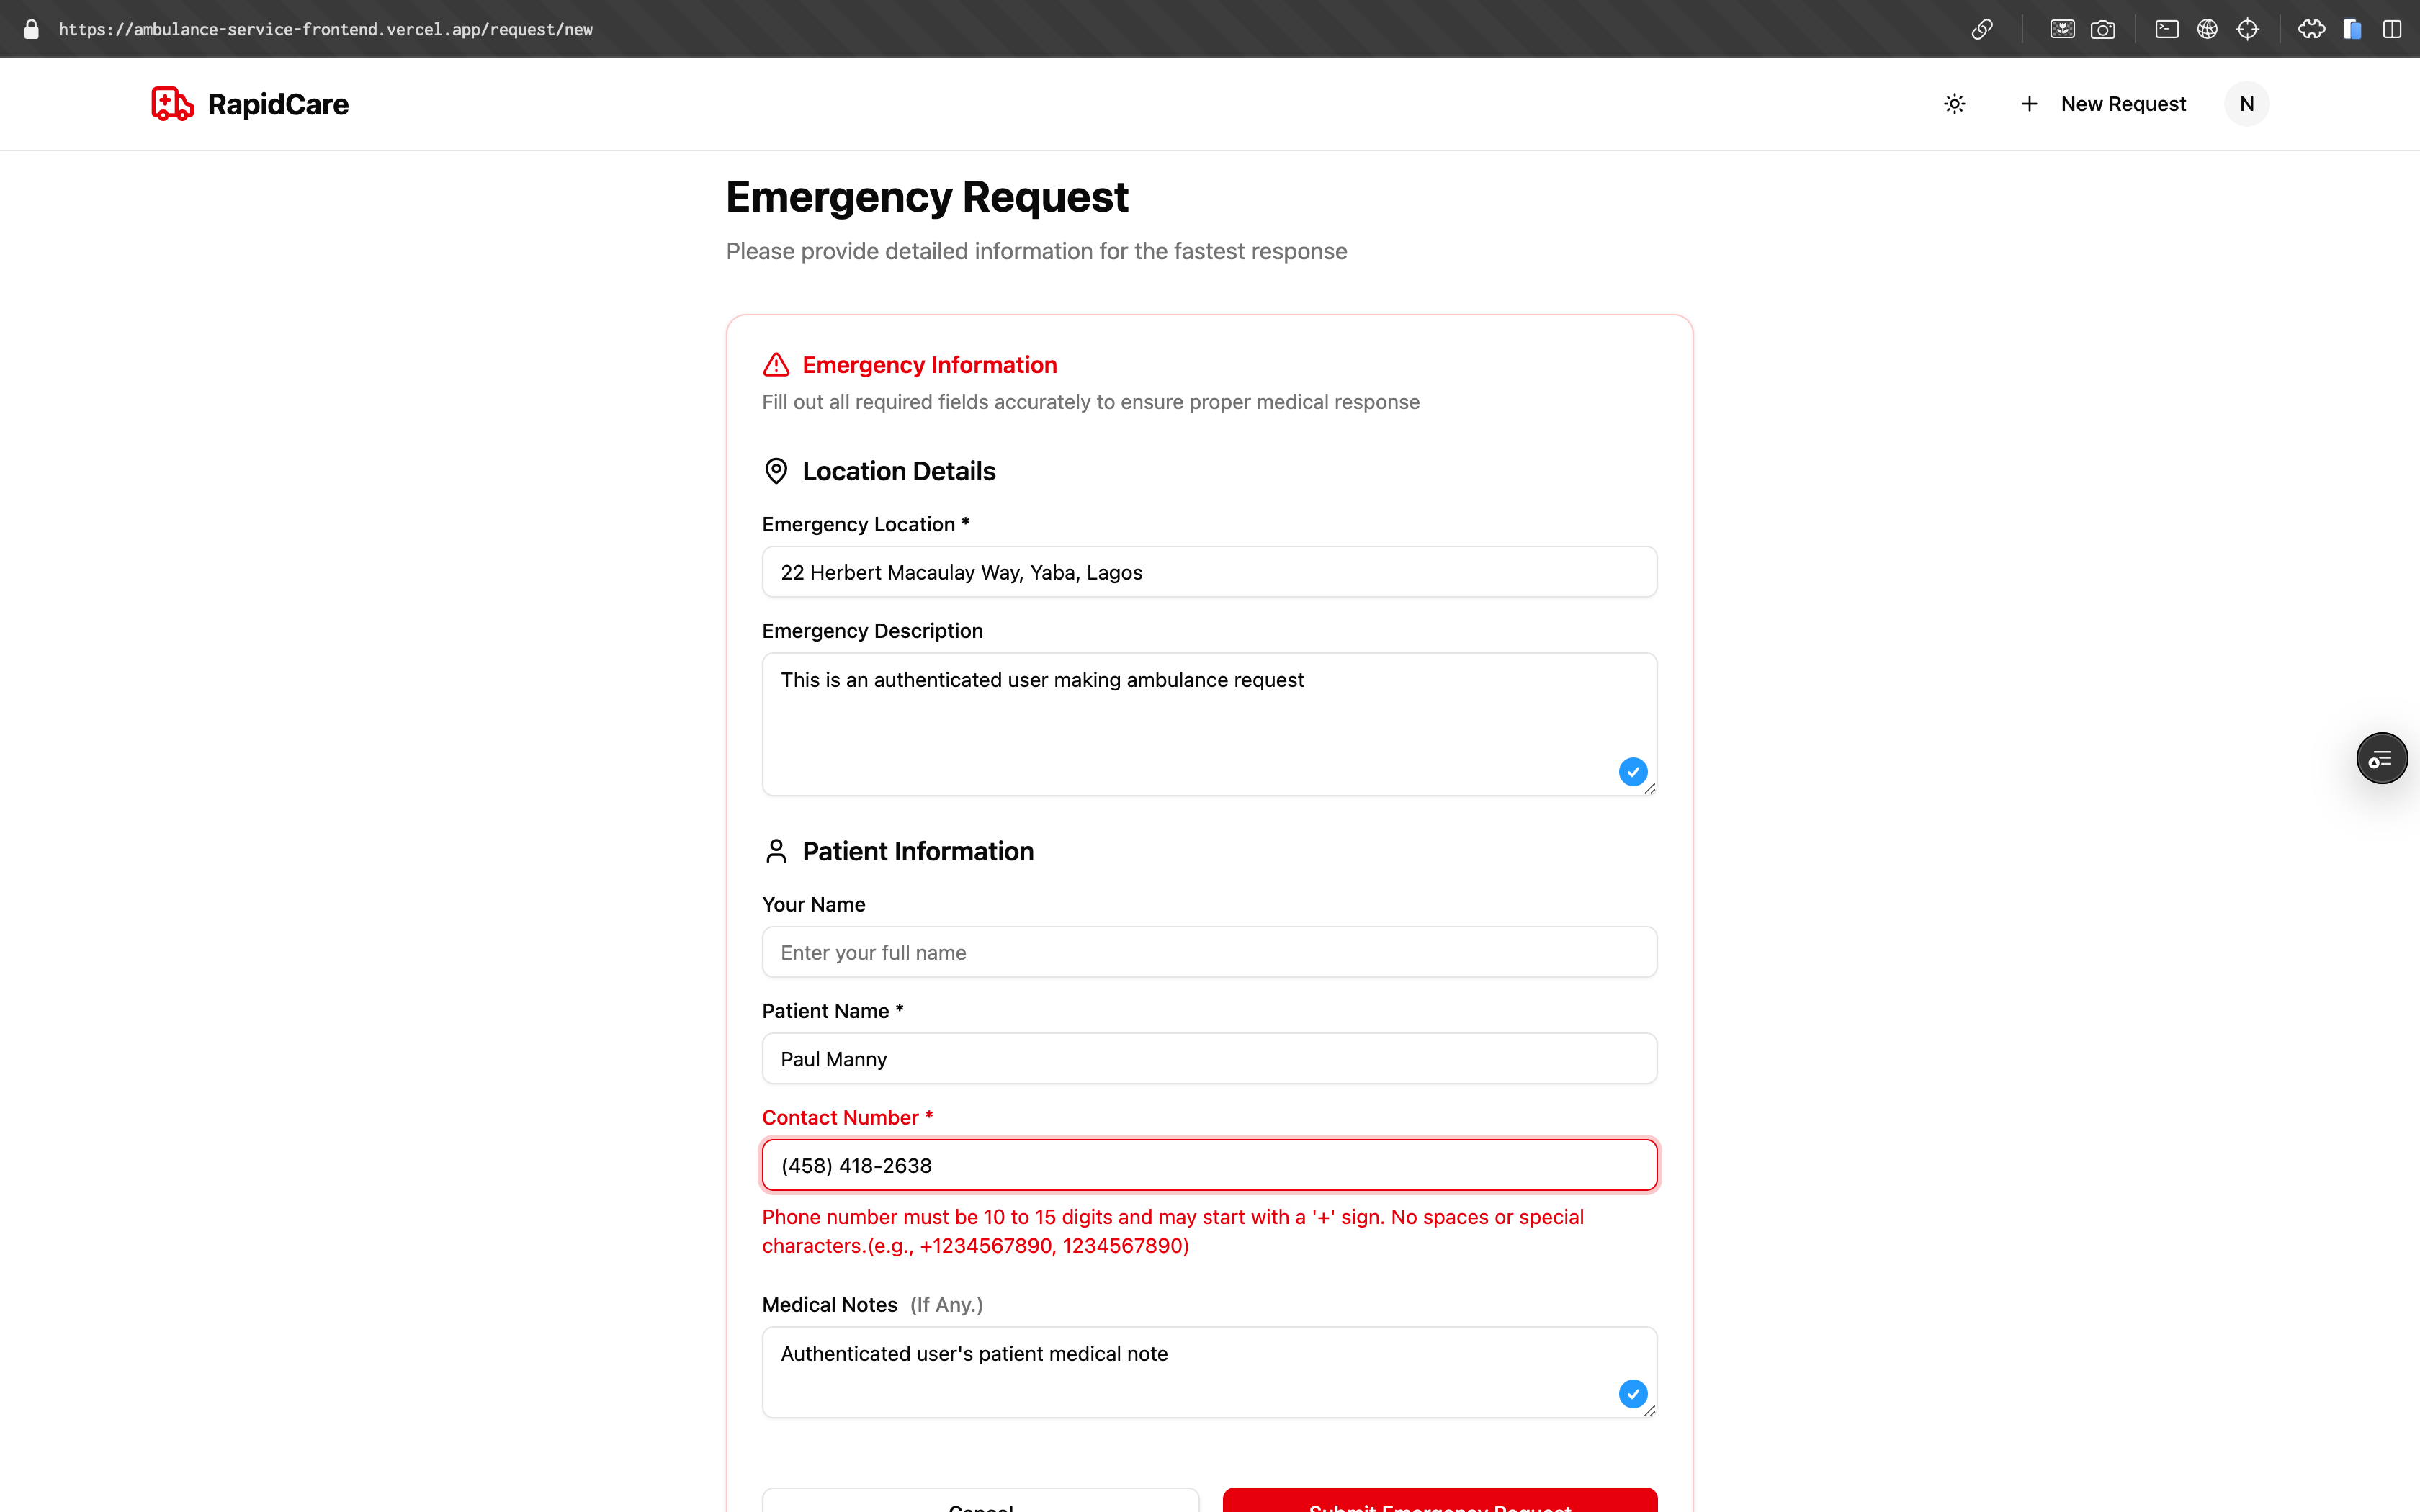 https://ambulance-service-frontend.vercel.app/request/new
RapidCare
New Request
N
Emergency Request
Please provide detailed information for the fastest response
Emergency Information
Fill out all required fields accurately to ensure proper medical response
Location Details
Emergency Location *
22 Herbert Macaulay Way, Yaba, Lagos
Emergency Description
This is an authenticated user making ambulance request
Patient Information
Your Name
Enter your full name
Patient Name *
Paul Manny
Contact Number *
(458) 418-2638
Phone number must be 10 to 15 digits and may start with a '+' sign. No spaces or special
characters.(e.g., +1234567890, 1234567890)
Medical Notes (If Any.)
Authenticated user's patient medical note
Cancel
Submit Emergency Request